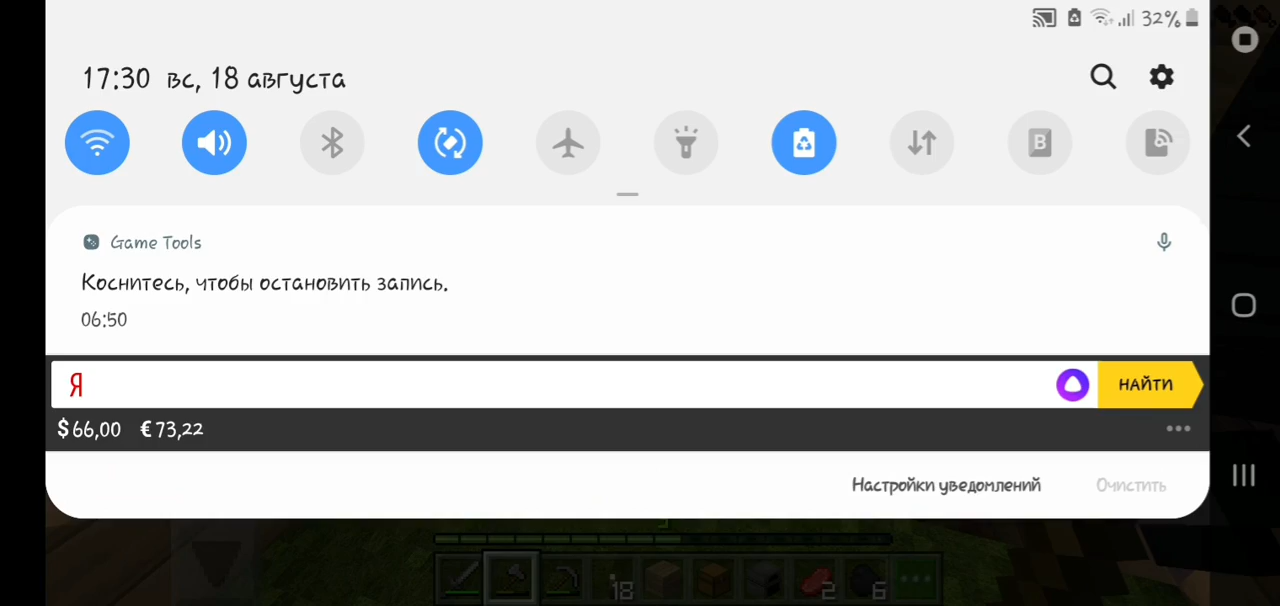 32%
17:30 вс, 18 августа
B
Game Tools
Коснитесь, чтобы остановить запись.
06:50
Я
НАЙТИ
$66,00 €73,22
Настройки уведомлений Очистить
18 2 6